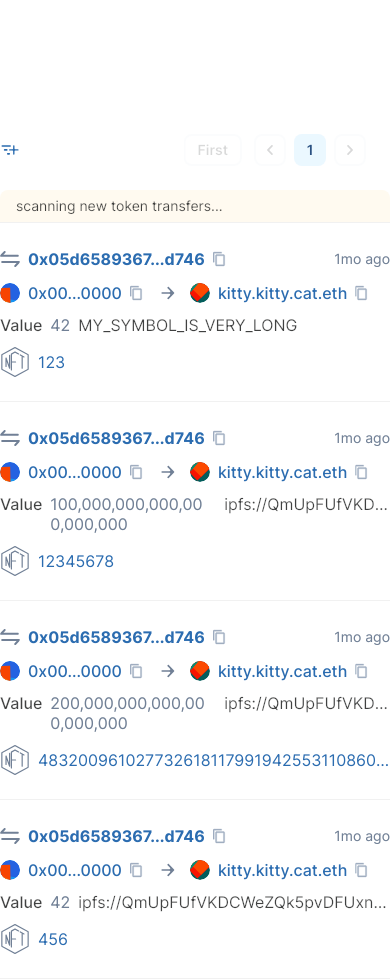 First 1
scanning new token transfers...
0x05d6589367...d746 1mo ago
0x00...0000 → kitty.kitty.cat.eth
Value 42 MY_SYMBOL_IS_VERY_LONG
NFT 123
0x05d6589367...d746 1mo ago
0x00...0000 → kitty.kitty.cat.eth
Value 100,000,000,000,00 ipfs://QmUpFUfVKD...
0,000,000
NFT 12345678
0x05d6589367...d746 1mo ago
0x00...0000 → kitty.kitty.cat.eth
Value 200,000,000,000,00 ipfs://QmUpFUfVKD...
0,000,000
NFT 483200961027732618117991942553110860...
0x05d6589367...d746 1mo ago
0x00...0000 → kitty.kitty.cat.eth
Value 42 ipfs://QmUpFUfVKDCWeZQk5pvDFUxn...
NFT 456